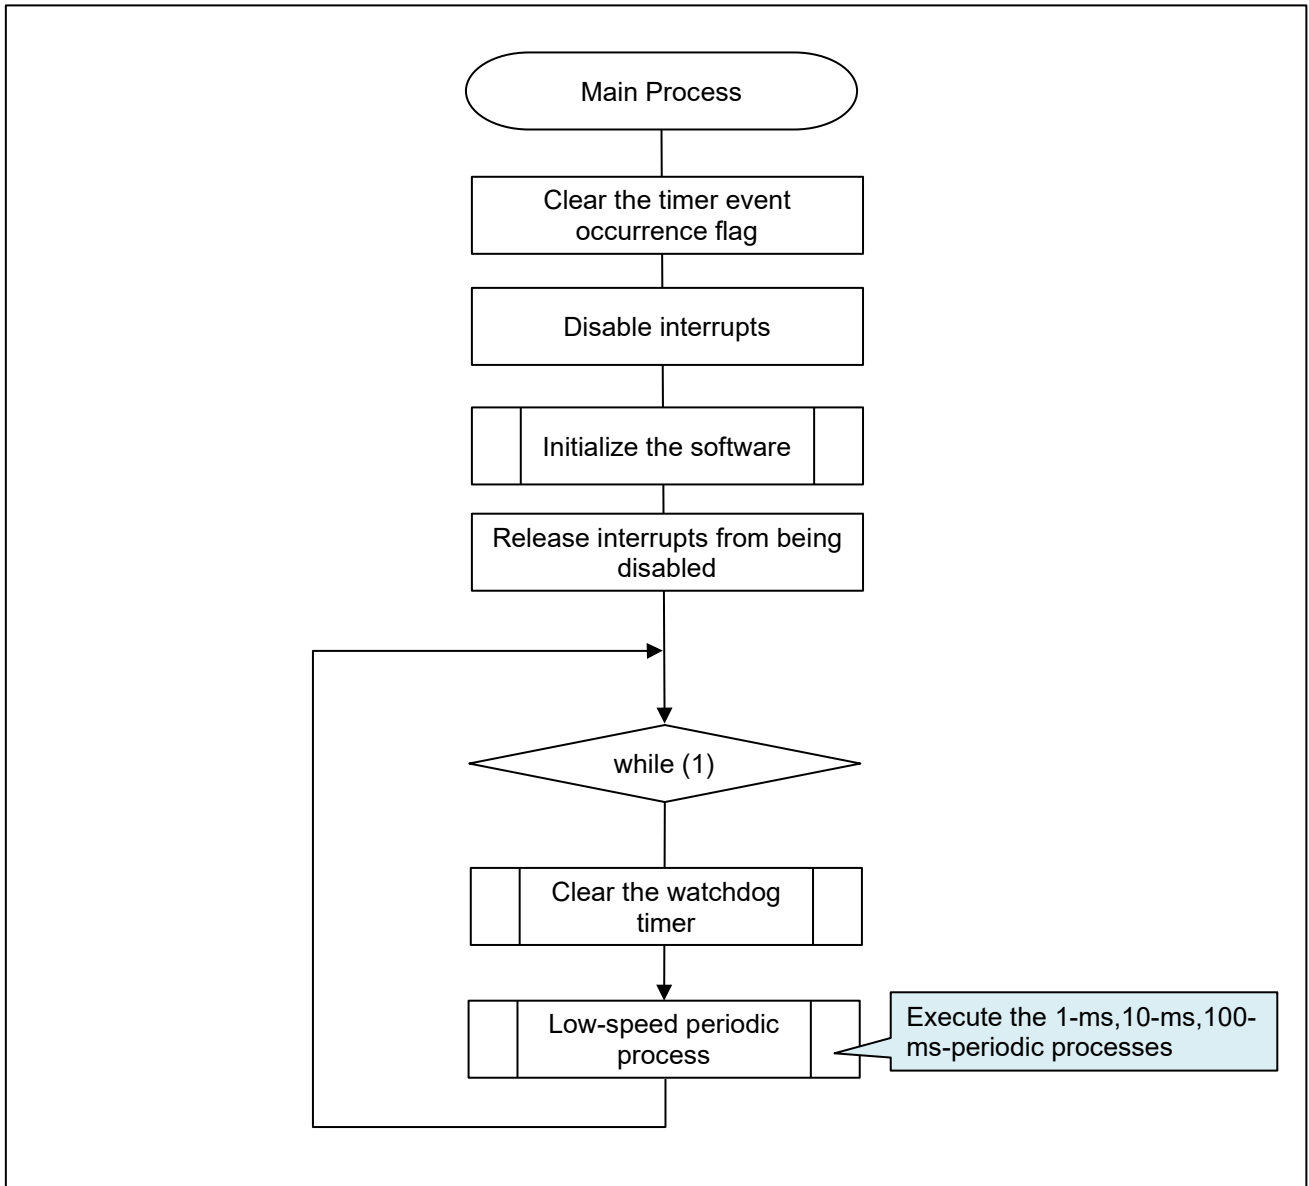 Main Process
Clear the timer event
occurrence flag
Disable interrupts
Initialize the software
Release interrupts from being
disabled
while (1)
Clear the watchdog
timer
Low-speed periodic
process
Execute the 1-ms,10-ms,100-
ms-periodic processes